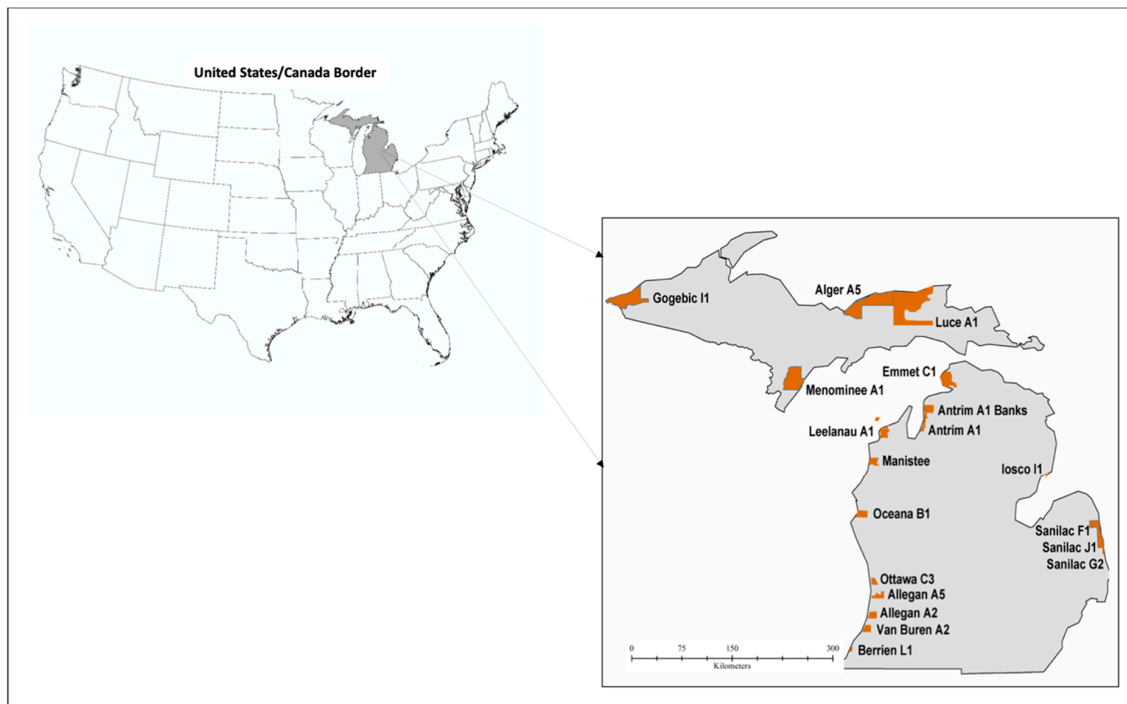 United States/Canada Border
Gogebic I1
Alger A5
Luce A1
Emmet C1
Menominee A1
Antrim A1 Banks
Leelanau A1
Antrim A1
Manistee
Iosco I1
Oceana B1
Sanilac F1
Sanilac J1
Sanilac G2
Ottawa C3
Allegan A5
Allegan A2
Van Buren A2
Berrien L1
0 75 150 300
Kilometers